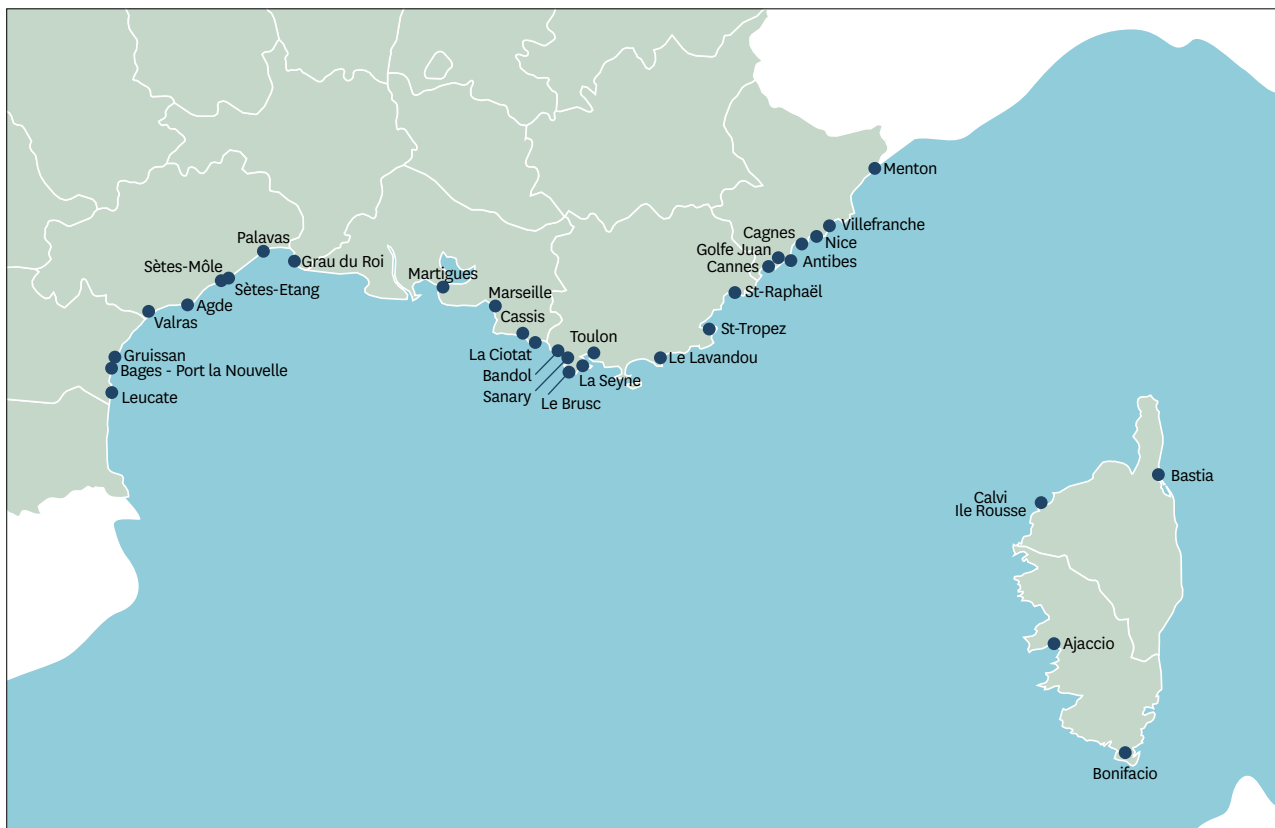 Menton
Villefranche
Cagnes
Nice
Golfe Juan
Antibes
Cannes
St-Raphaël
St-Tropez
Le Lavandou
Palavas
Grau du Roi
Sètes-Môle
Sètes-Etang
Agde
Valras
Martigues
Marseille
Cassis
Toulon
La Ciotat
Bandol
Sanary
La Seyne
Le Brusc
Gruissan
Bages - Port la Nouvelle
Leucate
Bastia
Calvi
Ile Rousse
Ajaccio
Bonifacio